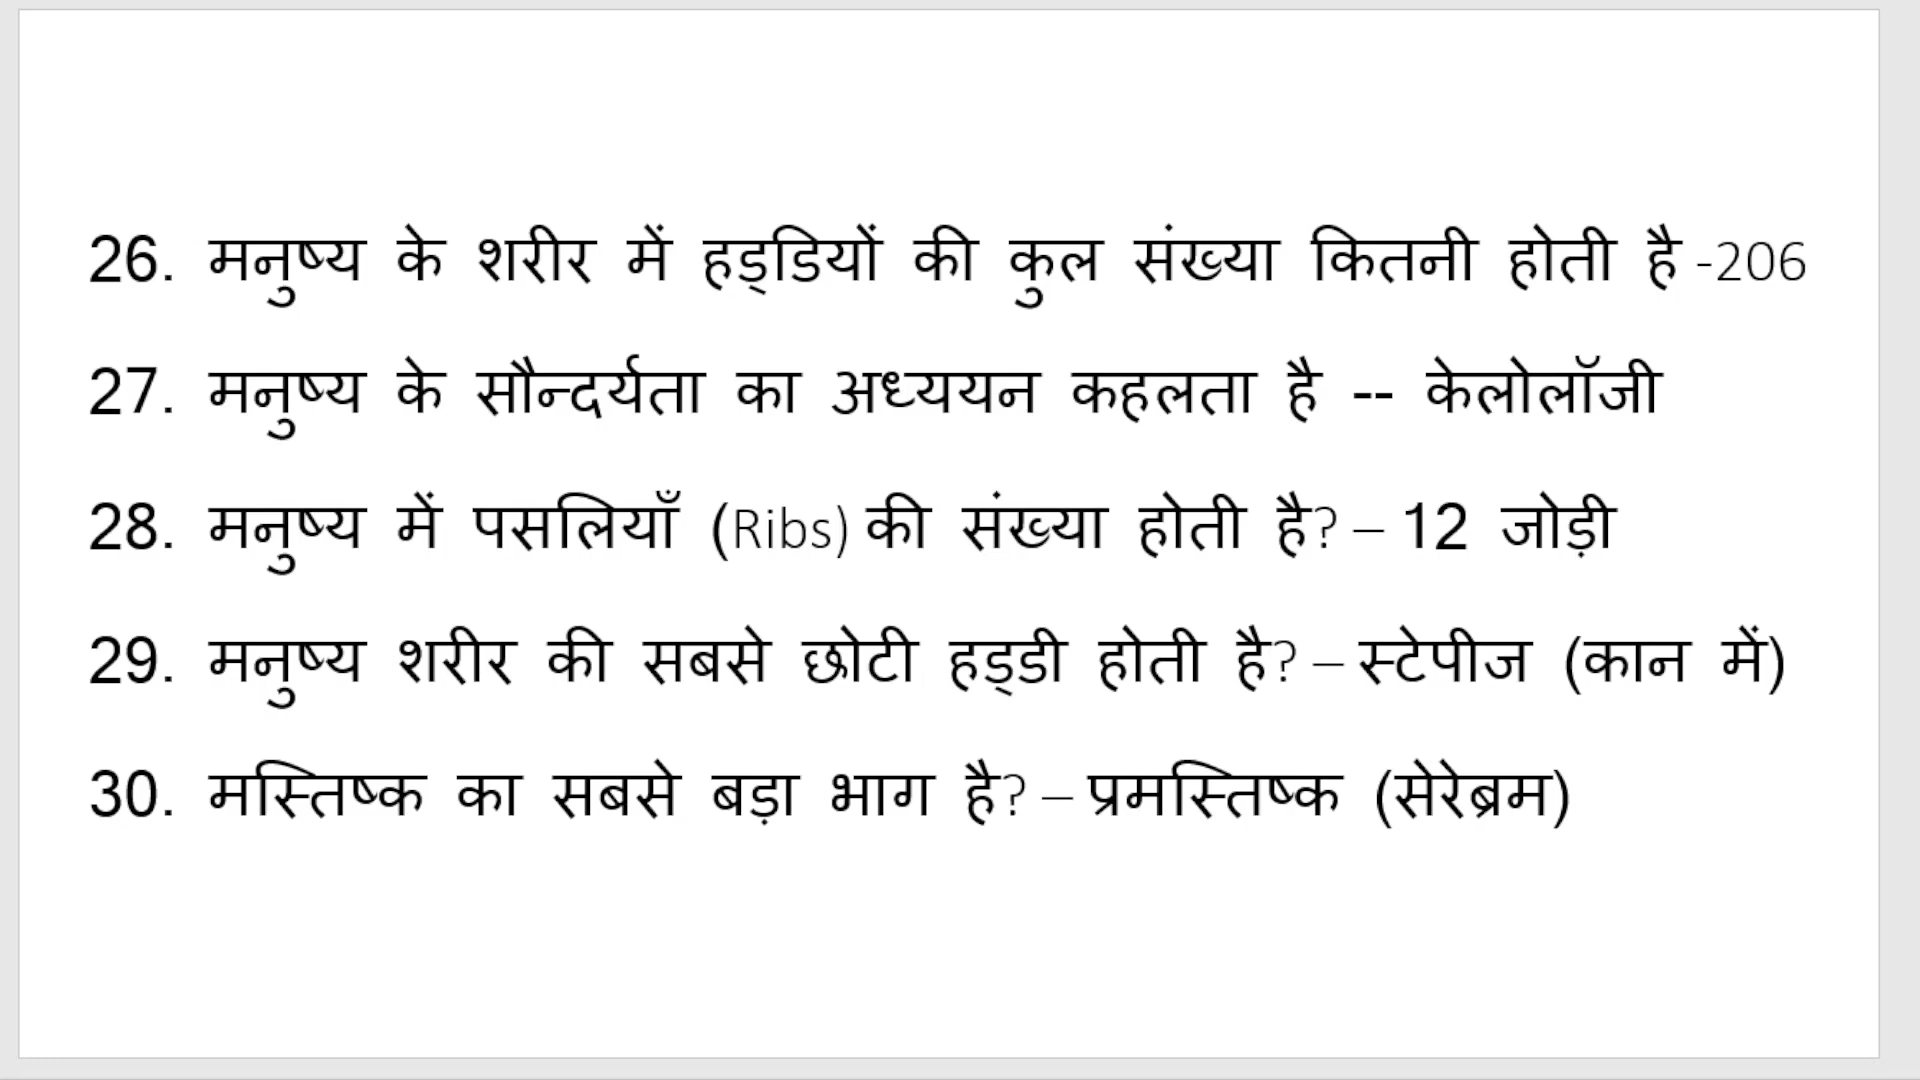 26. मनुष्य के शरीर में हड्डियों की कुल संख्या कितनी होती है -206
27. मनुष्य के सौन्दर्यता का अध्ययन कहलता है -- केलोलॉजी
28. मनुष्य में पसलियाँ (Ribs) की संख्या होती है? – 12 जोड़ी
29. मनुष्य शरीर की सबसे छोटी हड्डी होती है? – स्टेपीज (कान में)
30. मस्तिष्क का सबसे बड़ा भाग है? – प्रमस्तिष्क (सेरेब्रम)